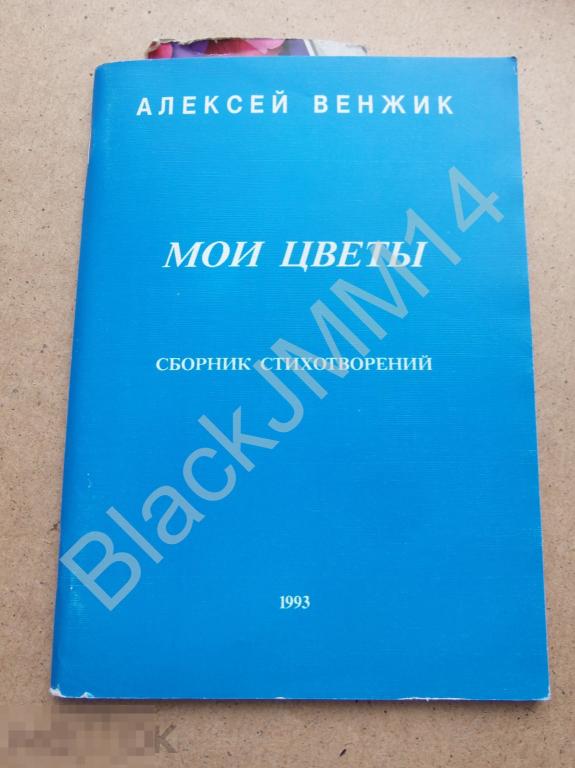 АЛЕКСЕЙ ВЕНЖИК
МОИ ЦВЕТЫ
СБОРНИК СТИХОТВОРЕНИЙ
BlackJMM14
1993